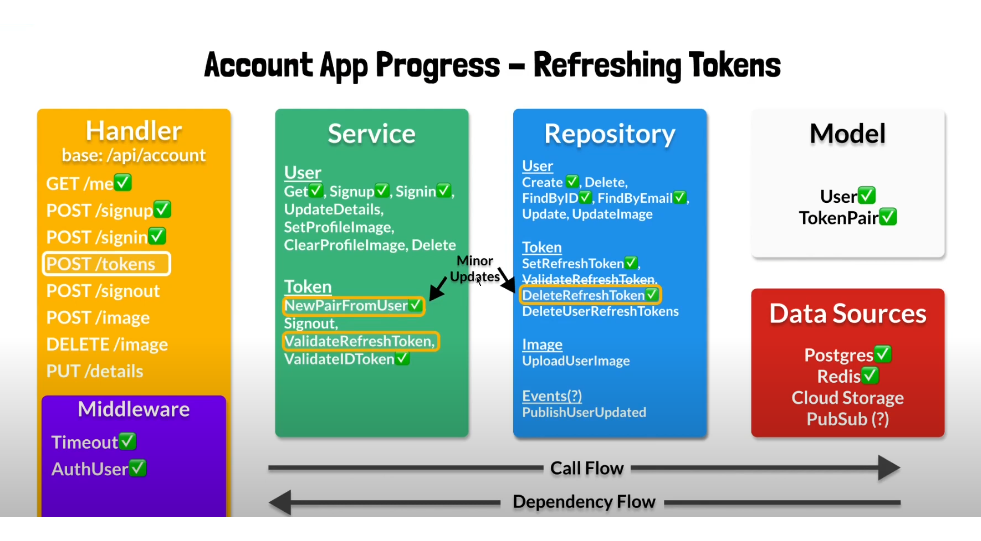 Account App Progress – Refreshing Tokens
Handler
base: /api/account
GET /me✅
POST /signup✅
POST /signin✅
POST /tokens
POST /signout
POST /image
DELETE /image
PUT /details
Middleware
Timeout✅
AuthUser✅
Service
User
Get✅, Signup✅, Signin✅,
UpdateDetails,
SetProfileImage,
ClearProfileImage, Delete
Token
NewPairFromUser✅
Signout,
ValidateRefreshToken,
ValidateIDToken✅
Minor
Updates
Repository
User
Create ✅, Delete,
FindByID✅, FindByEmail✅,
Update, UpdateImage
Token
SetRefreshToken✅,
ValidateRefreshToken,
DeleteRefreshToken✅
DeleteUserRefreshTokens
Image
UploadUserImage
Events(?)
PublishUserUpdated
Model
User✅
TokenPair✅
Data Sources
Postgres✅
Redis✅
Cloud Storage
PubSub (?)
Call Flow
Dependency Flow